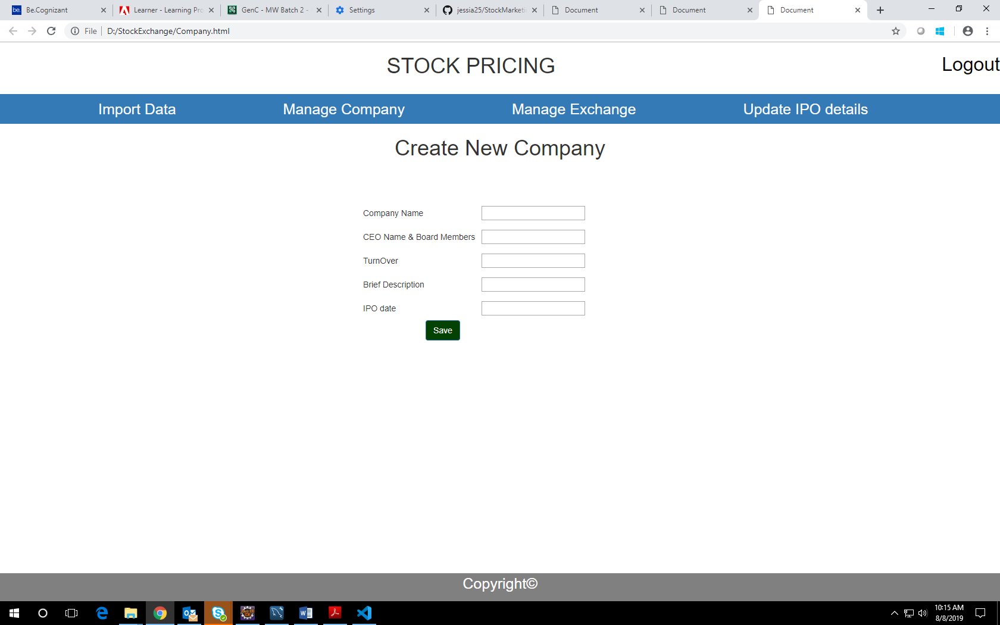 be. Be.Cognizant
Learner - Learning Pro
GenC - MW Batch 2 -
Settings
jessia25/StockMarketi
Document
Document
Document
File D:/StockExchange/Company.html
STOCK PRICING
Logout
Import Data Manage Company Manage Exchange Update IPO details
Create New Company
Company Name
CEO Name & Board Members
TurnOver
Brief Description
IPO date
Save
Copyright©
10:15 AM
8/8/2019